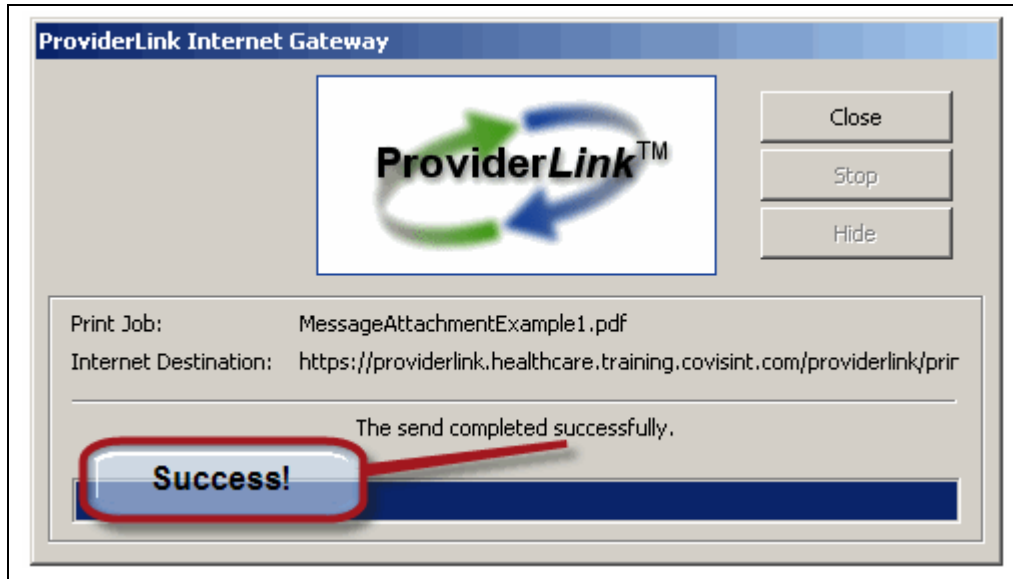 ProviderLink Internet Gateway
ProviderLink™
Close
Stop
Hide
Print Job: MessageAttachmentExample1.pdf
Internet Destination: https://providerlink.healthcare.training.covisint.com/providerlink/prin
The send completed successfully.
Success!